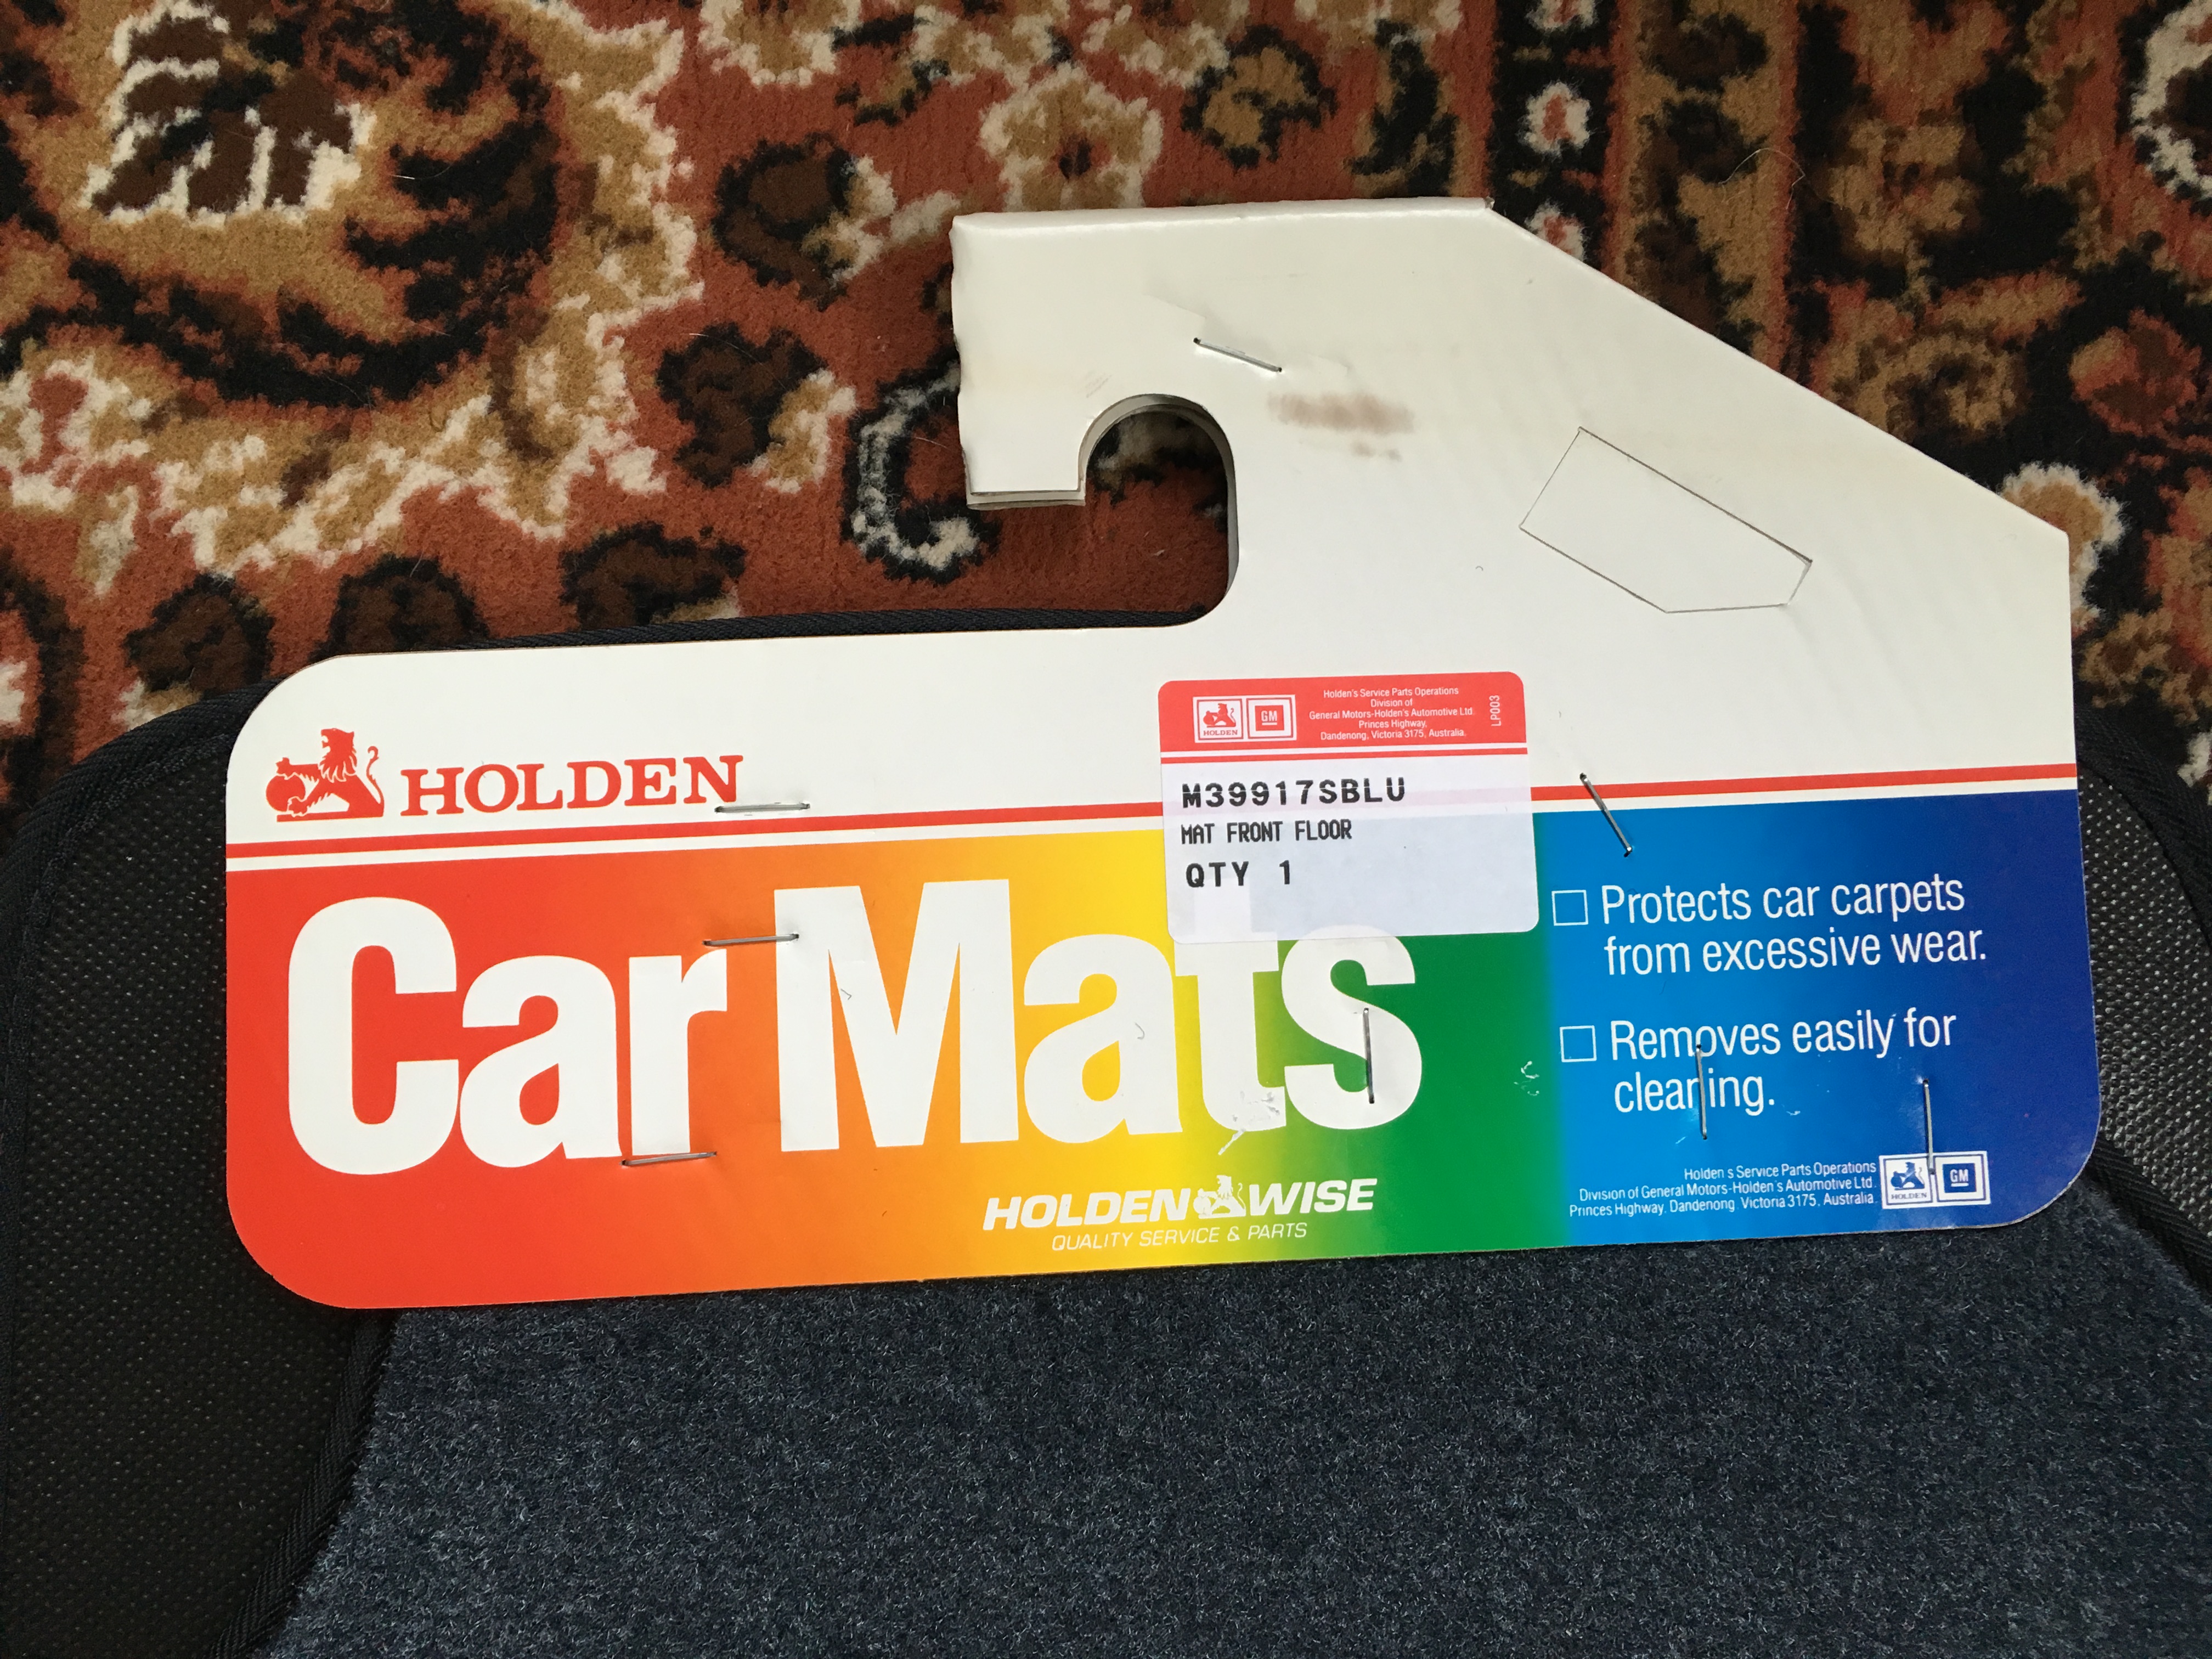 HOLDEN
Holden's Service Parts Operations
Division of
General Motors-Holden's Automotive Ltd.
Princes Highway,
Dandenong, Victoria 3175, Australia.
LP003
HOLDEN
GM
M39917SBLU
MAT FRONT FLOOR
QTY 1
Car Mats
Protects car carpets
from excessive wear.
Removes easily for
cleaning.
HOLDEN WISE
QUALITY SERVICE & PARTS
Holden s Service Parts Operations
Division of General Motors-Holden's Automotive Ltd.
Princes Highway, Dandenong Victoria 3175, Australia.
HOLDEN
GM